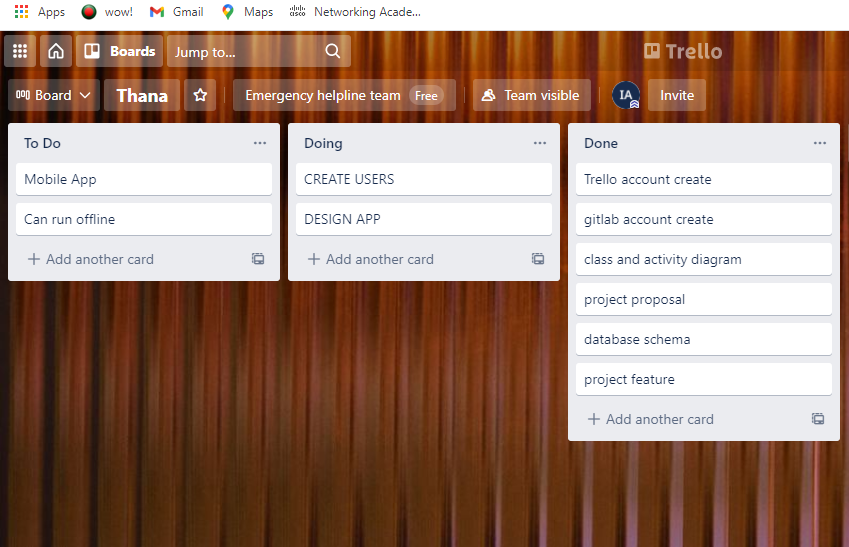 Apps wow! Gmail Maps Networking Acade...
Boards Jump to... Trello
Board Thana Emergency helpline team Free Team visible IA Invite
To Do
Mobile App
Can run offline
+ Add another card
Doing
CREATE USERS
DESIGN APP
+ Add another card
Done
Trello account create
gitlab account create
class and activity diagram
project proposal
database schema
project feature
+ Add another card